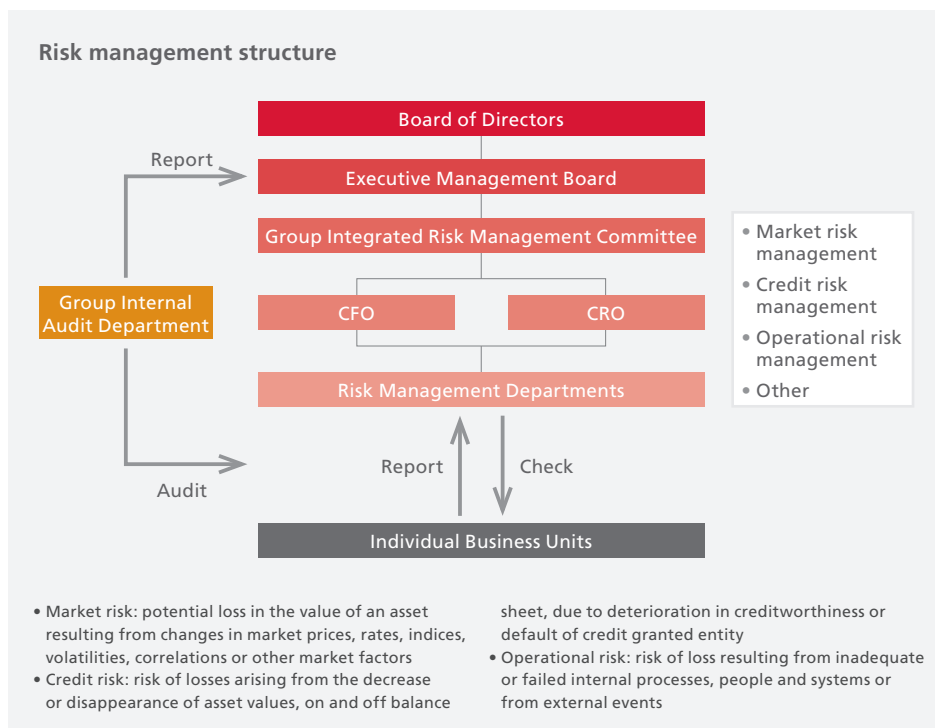 Risk management structure
Board of Directors
Report
Executive Management Board
Group Integrated Risk Management Committee
• Market risk
management
• Credit risk
management
• Operational risk
management
• Other
Group Internal
Audit Department
CFO
CRO
Risk Management Departments
Report
Check
Audit
Individual Business Units
• Market risk: potential loss in the value of an asset
resulting from changes in market prices, rates, indices,
volatilities, correlations or other market factors
• Credit risk: risk of losses arising from the decrease
or disappearance of asset values, on and off balance
sheet, due to deterioration in creditworthiness or
default of credit granted entity
• Operational risk: risk of loss resulting from inadequate
or failed internal processes, people and systems or
from external events